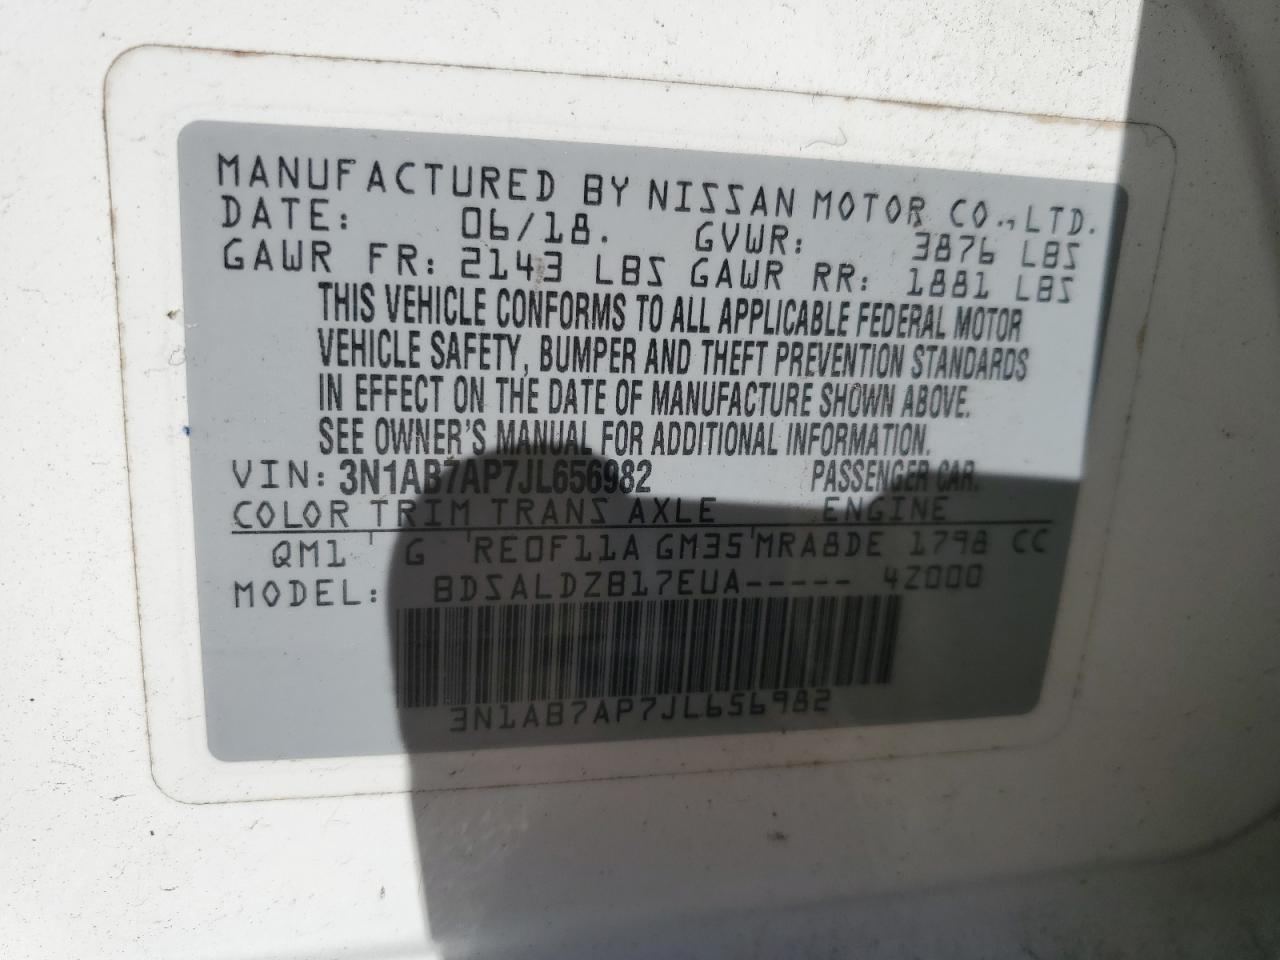 MANUFACTURED BY NISSAN MOTOR CO., LTD.
DATE: 06/18. GVWR: 3876 LBS
GAWR FR: 2143 LBS GAWR RR: 1881 LBS
THIS VEHICLE CONFORMS TO ALL APPLICABLE FEDERAL MOTOR
VEHICLE SAFETY, BUMPER AND THEFT PREVENTION STANDARDS
IN EFFECT ON THE DATE OF MANUFACTURE SHOWN ABOVE.
SEE OWNER'S MANUAL FOR ADDITIONAL INFORMATION.
VIN: 3N1AB7AP7JL656982 PASSENGER CAR.
COLOR TRIM TRANS AXLE ENGINE
QM1 ' G ' RE0F11A GM35 ' MRA8DE 1798 CC
MODEL: BDSALDZB17EUA----- 4Z000
3N1AB7AP7JL656982